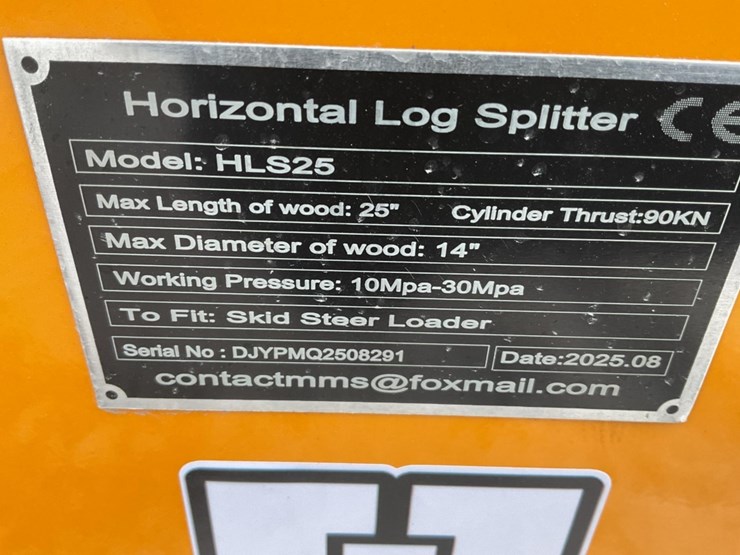 Horizontal Log Splitter CE
Model: HLS25
Max Length of wood: 25" Cylinder Thrust:90KN
Max Diameter of wood: 14"
Working Pressure: 10Mpa-30Mpa
To Fit: Skid Steer Loader
Serial No : DJYPMQ2508291 Date:2025.08
contactmms@foxmail.com